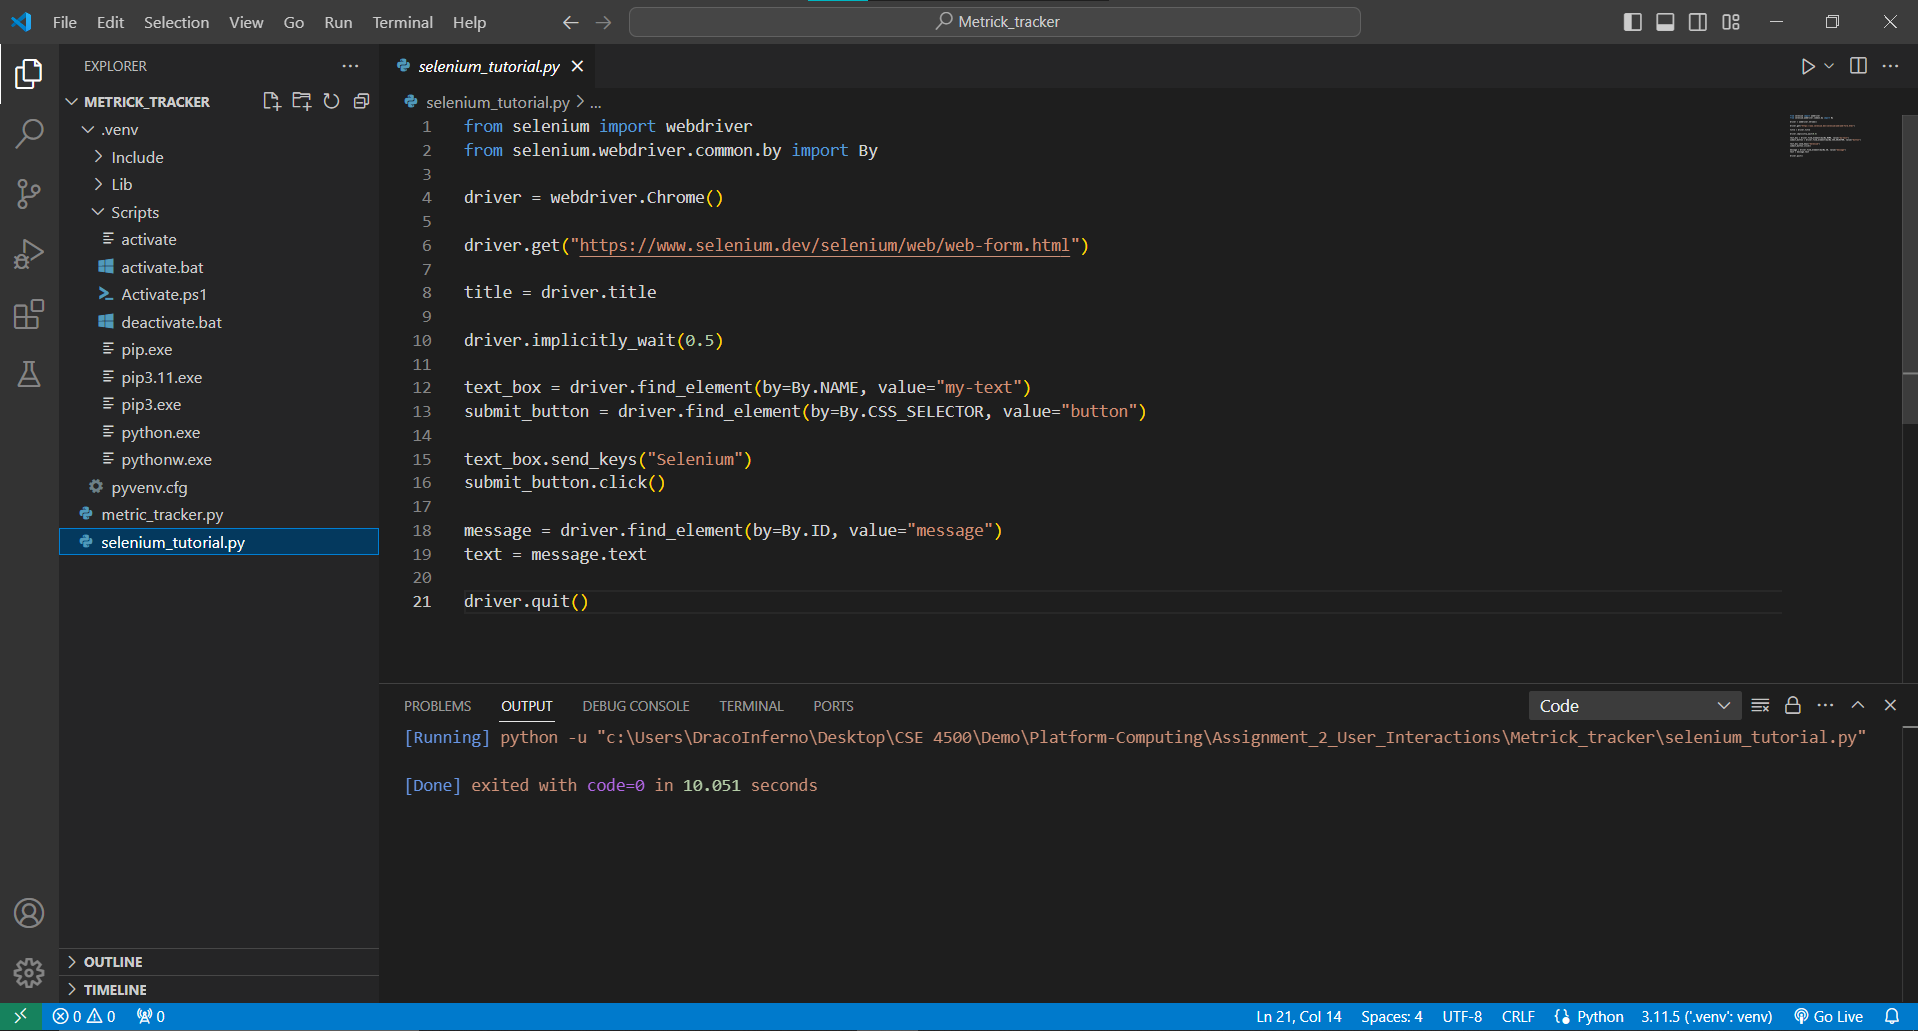 File Edit Selection View Go Run Terminal Help
Metrick_tracker
EXPLORER
METRICK_TRACKER
.venv
Include
Lib
Scripts
activate
activate.bat
Activate.ps1
deactivate.bat
pip.exe
pip3.11.exe
pip3.exe
python.exe
pythonw.exe
pyvenv.cfg
metric_tracker.py
selenium_tutorial.py
OUTLINE
TIMELINE
selenium_tutorial.py
selenium_tutorial.py > ...
1 from selenium import webdriver
2 from selenium.webdriver.common.by import By
3
4 driver = webdriver.Chrome()
5
6 driver.get("https://www.selenium.dev/selenium/web/web-form.html")
7
8 title = driver.title
9
10 driver.implicitly_wait(0.5)
11
12 text_box = driver.find_element(by=By.NAME, value="my-text")
13 submit_button = driver.find_element(by=By.CSS_SELECTOR, value="button")
14
15 text_box.send_keys("Selenium")
16 submit_button.click()
17
18 message = driver.find_element(by=By.ID, value="message")
19 text = message.text
20
21 driver.quit()
PROBLEMS OUTPUT DEBUG CONSOLE TERMINAL PORTS
Code
[Running] python -u "c:\Users\DracoInferno\Desktop\CSE 4500\Demo\Platform-Computing\Assignment_2_User_Interactions\Metrick_tracker\selenium_tutorial.py"
[Done] exited with code=0 in 10.051 seconds
0 0 0
Ln 21, Col 14 Spaces: 4 UTF-8 CRLF Python 3.11.5 ('.venv': venv) Go Live